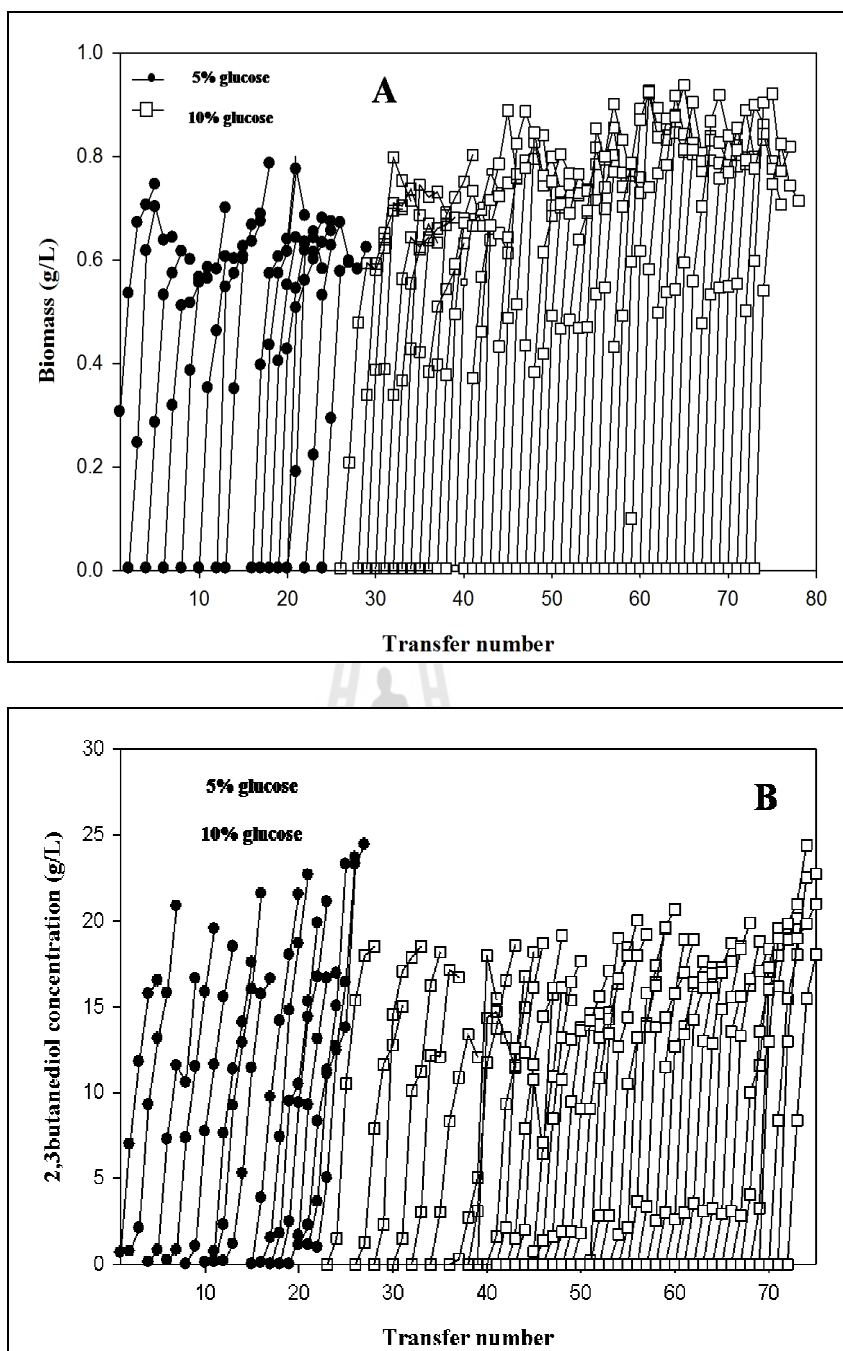 1.0
5% glucose
A
10% glucose
0.8
0.6
Biomass (g/L)
0.4
0.2
0.0
10 20 30 40 50 60 70 80
Transfer number
30
5% glucose
B
10% glucose
25
20
2,3butanediol concentration (g/L)
15
10
5
0
10 20 30 40 50 60 70
Transfer number